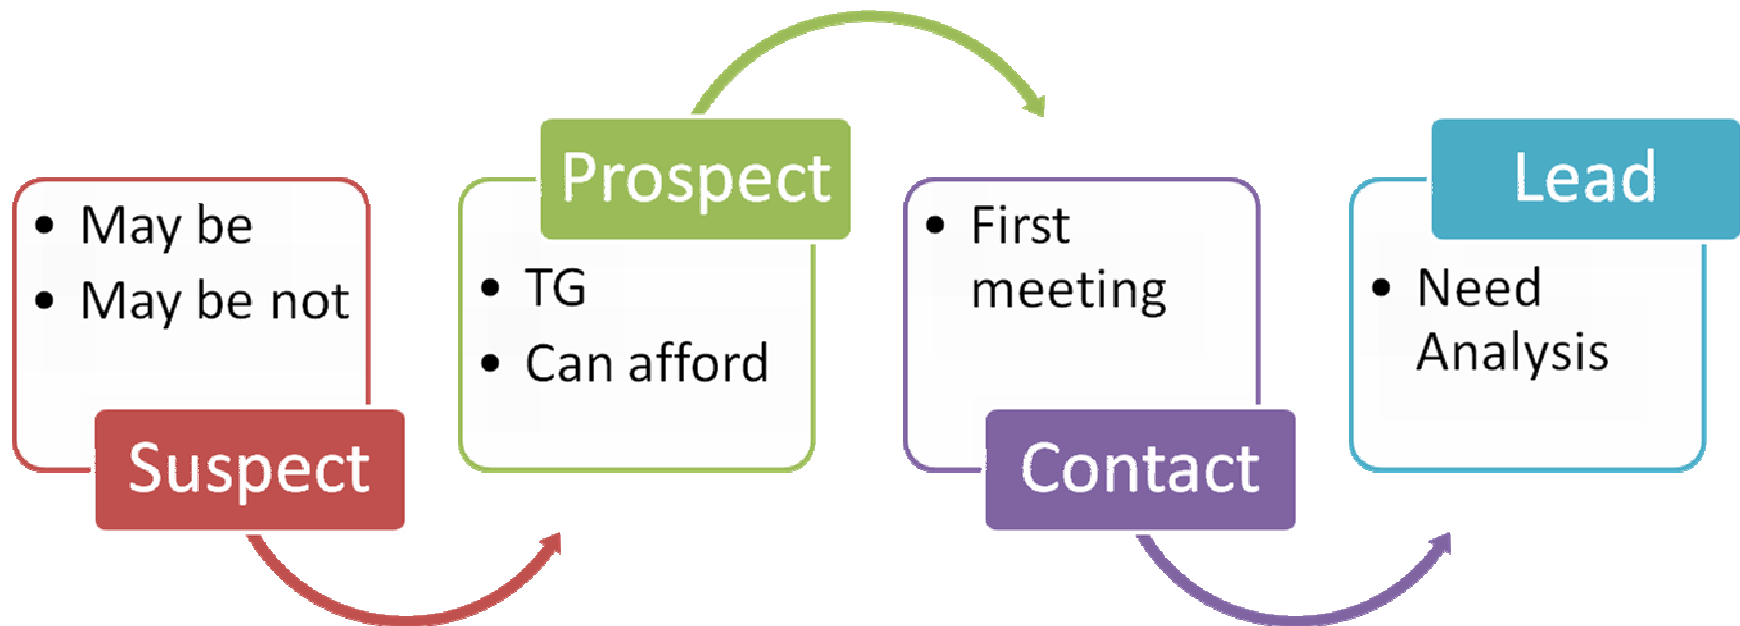 • May be
• May be not
Suspect
Prospect
• TG
• Can afford
• First
meeting
Contact
Lead
• Need
Analysis